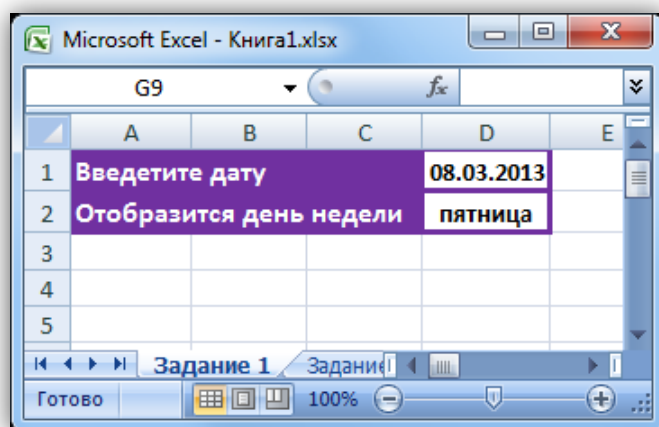 Microsoft Excel - Книга1.xlsx
G9 fx
A B C D E
1 Введетите дату 08.03.2013
2 Отобразится день недели пятница
3
4
5
Задание 1 Задание
Готово 100%